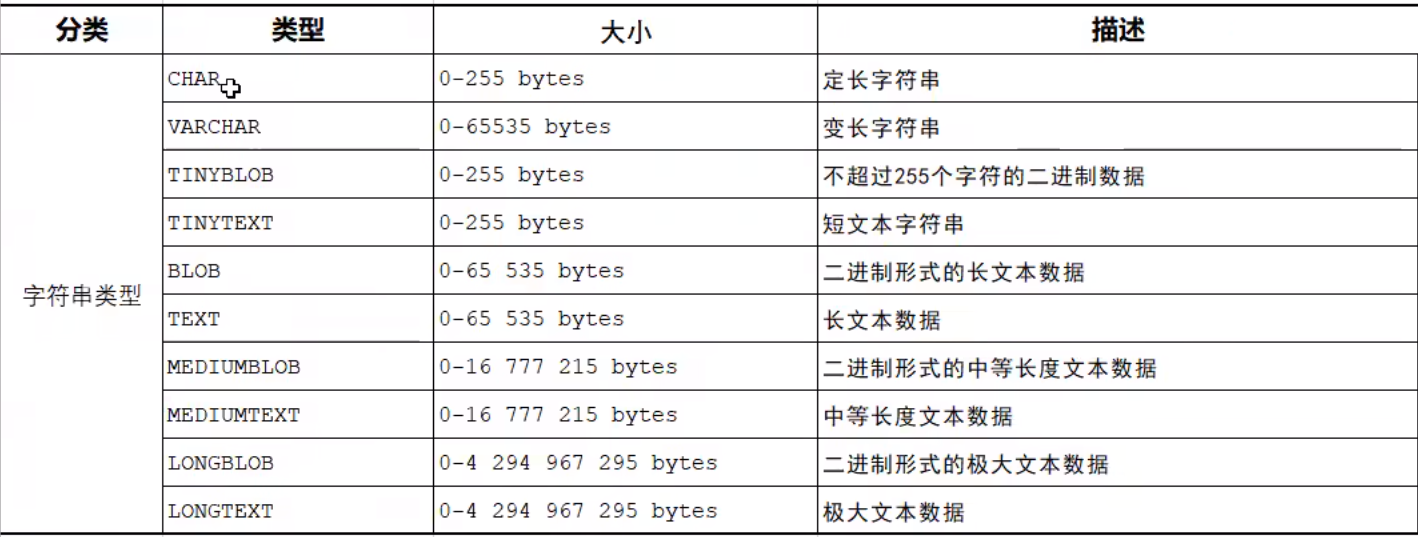 分类 类型 大小 描述
CHAR 0-255 bytes 定长字符串
VARCHAR 0-65535 bytes 变长字符串
TINYBLOB 0-255 bytes 不超过255个字符的二进制数据
TINYTEXT 0-255 bytes 短文本字符串
BLOB 0-65 535 bytes 二进制形式的长文本数据
字符串类型
TEXT 0-65 535 bytes 长文本数据
MEDIUMBLOB 0-16 777 215 bytes 二进制形式的中等长度文本数据
MEDIUMTEXT 0-16 777 215 bytes 中等长度文本数据
LONGBLOB 0-4 294 967 295 bytes 二进制形式的极大文本数据
LONGTEXT 0-4 294 967 295 bytes 极大文本数据